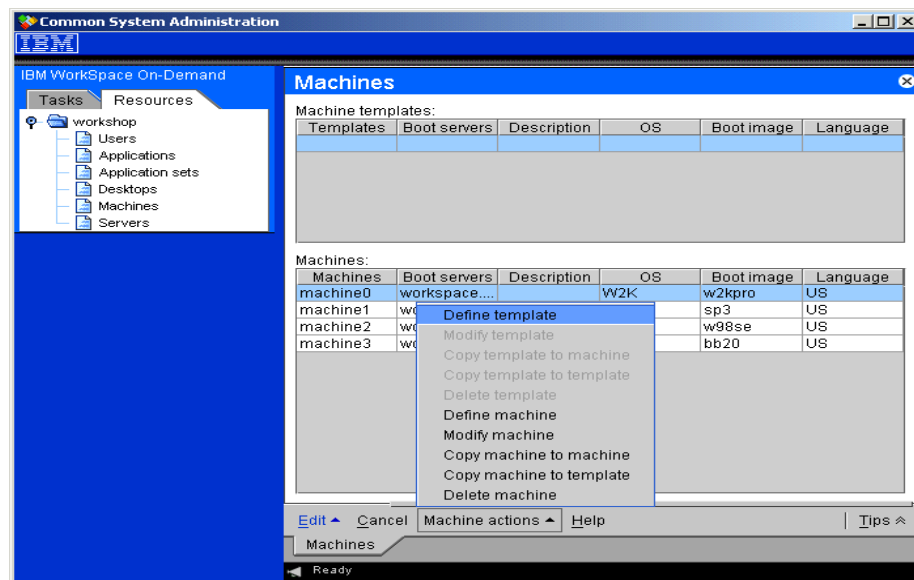 Common System Administration
IBM
IBM WorkSpace On-Demand
Tasks Resources
workshop
Users
Applications
Application sets
Desktops
Machines
Servers
Machines
Machine templates:
Templates Boot servers Description OS Boot image Language
Machines:
Machines Boot servers Description OS Boot image Language
machine0 workspace.... W2K w2kpro US
machine1 wo sp3 US
machine2 wo w98se US
machine3 wo bb20 US
Define template
Modify template
Copy template to machine
Copy template to template
Delete template
Define machine
Modify machine
Copy machine to machine
Copy machine to template
Delete machine
Edit Cancel Machine actions Help Tips
Machines
Ready